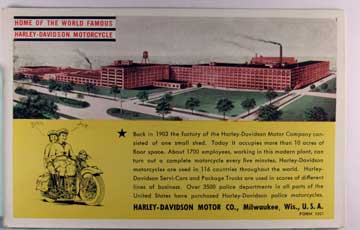 HOME OF THE WORLD FAMOUS
HARLEY-DAVIDSON MOTORCYCLE
Back in 1903 the factory of the Harley-Davidson Motor Company con-
sisted of one small shed. Today it occupies more than 10 acres of
floor space. About 1700 employees, working in this modern plant, can
turn out a complete motorcycle every five minutes. Harley-Davidson
motorcycles are used in 116 countries throughout the world. Harley-
Davidson Servi-Cars and Package Trucks are used in scores of different
lines of business. Over 3500 police departments in all parts of the
United States have purchased Harley-Davidson Police motorcycles.
HARLEY-DAVIDSON MOTOR CO., Milwaukee, Wis., U. S. A.
FORM